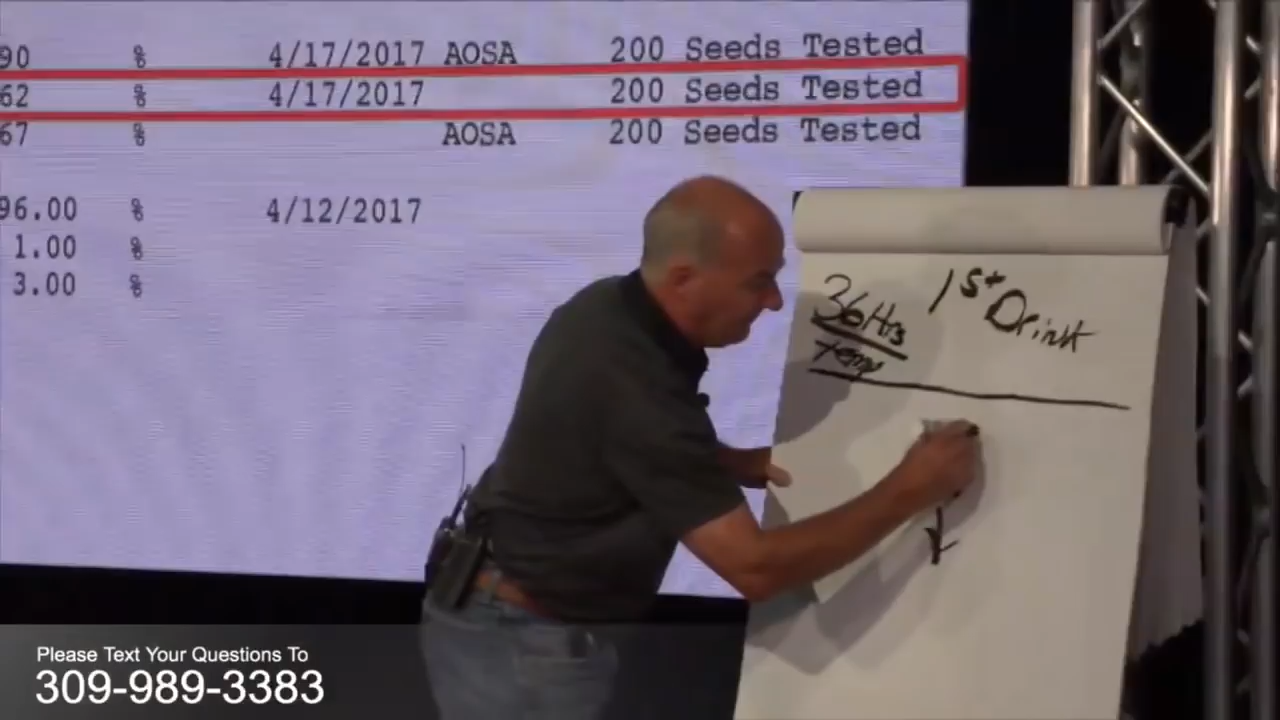 90 % 4/17/2017 AOSA 200 Seeds Tested
62 % 4/17/2017 200 Seeds Tested
67 % AOSA 200 Seeds Tested
96.00 % 4/12/2017
1.00 %
3.00 %
36Hrs 1st Drink
temp
Please Text Your Questions To
309-989-3383